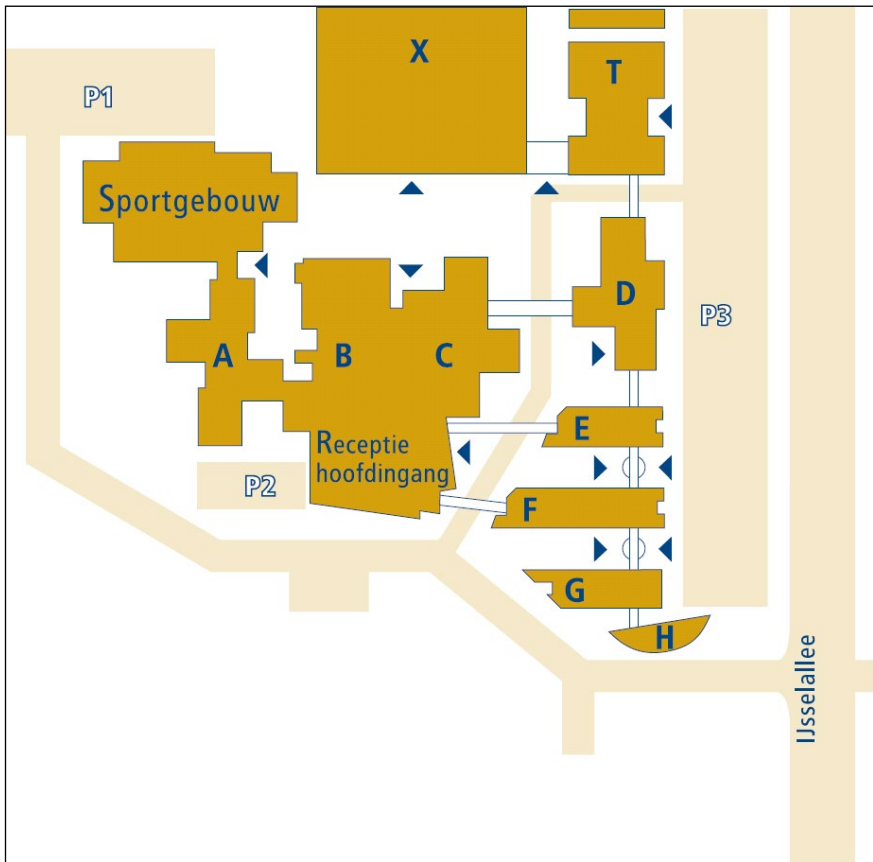 X
T
P1
Sportgebouw
D
P3
A
B
C
E
Receptie
hoofdingang
P2
F
G
H
IJsselallee